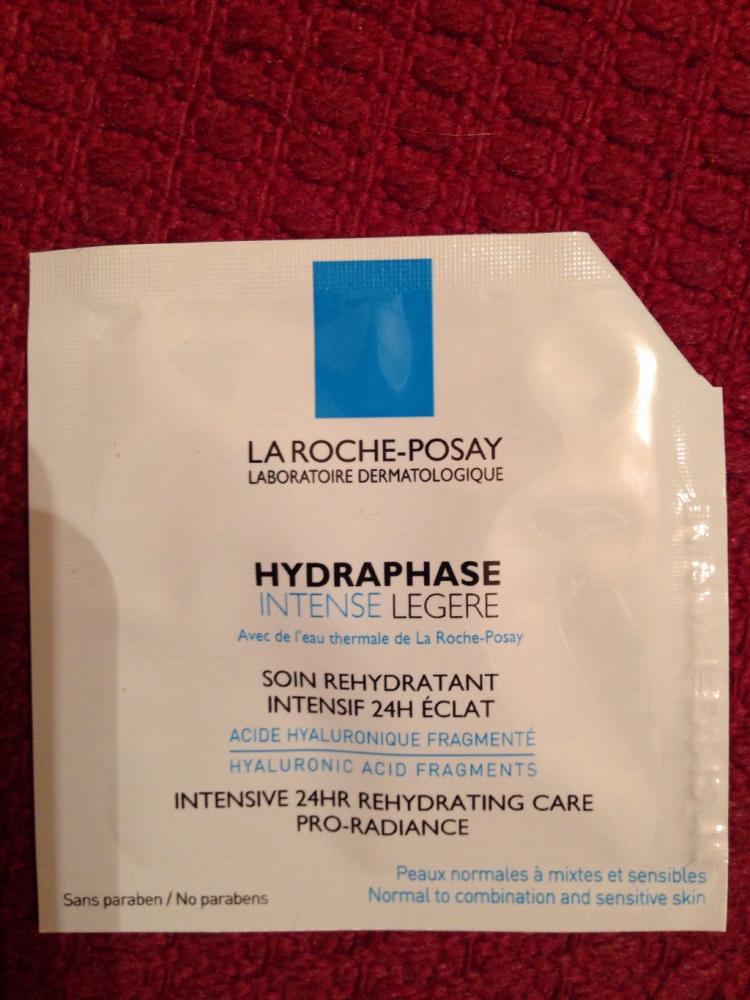 LA ROCHE-POSAY
LABORATOIRE DERMATOLOGIQUE
HYDRAPHASE
INTENSE LEGERE
Avec de l'eau thermale de La Roche-Posay
SOIN REHYDRATANT
INTENSIF 24H ÉCLAT
ACIDE HYALURONIQUE FRAGMENTÉ
HYALURONIC ACID FRAGMENTS
INTENSIVE 24HR REHYDRATING CARE
PRO-RADIANCE
Peaux normales à mixtes et sensibles
Normal to combination and sensitive skin
Sans paraben / No parabens